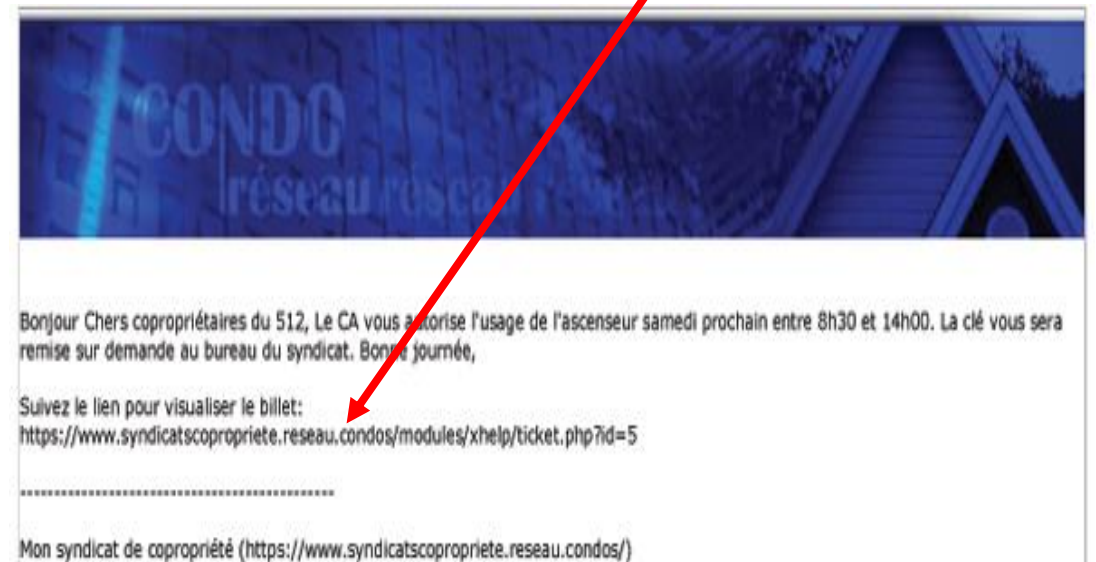 CONDO
réseau réseau réseau
Bonjour Chers copropriétaires du 512, Le CA vous autorise l'usage de l'ascenseur samedi prochain entre 8h30 et 14h00. La clé vous sera
remise sur demande au bureau du syndicat. Bonne journée,
Suivez le lien pour visualiser le billet:
https://www.syndicatscopropriete.reseau.condos/modules/xhelp/ticket.php?id=5
--------------------------------------------
Mon syndicat de copropriété (https://www.syndicatscopropriete.reseau.condos/)